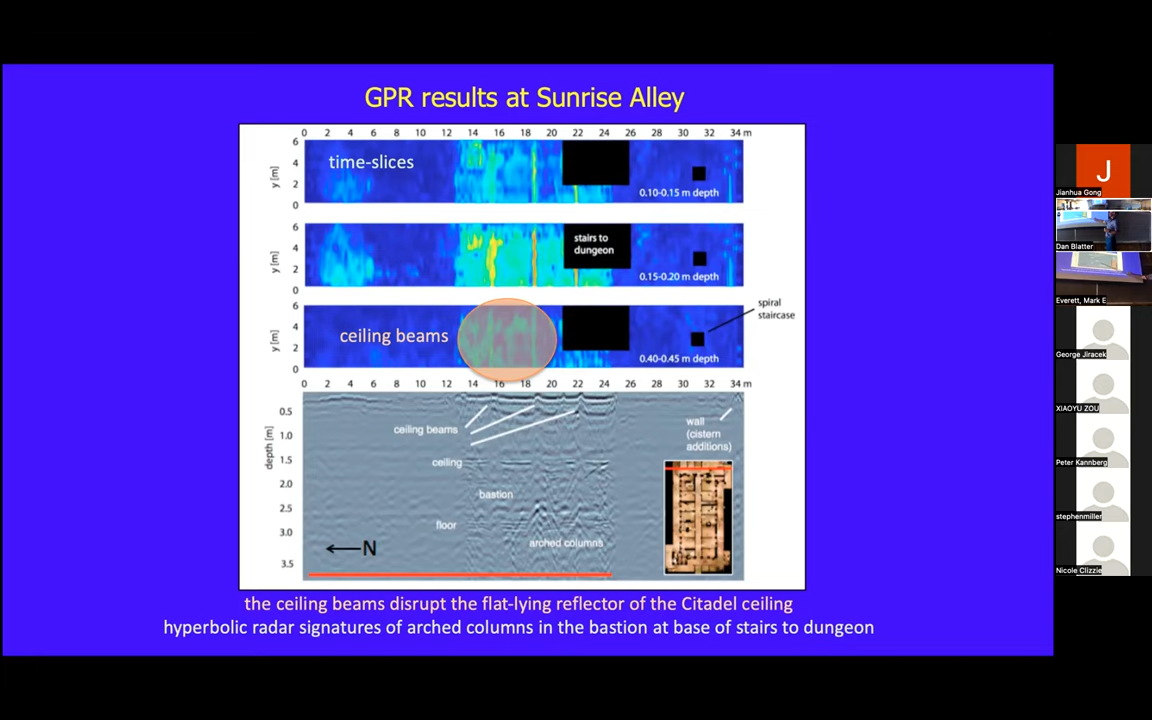 GPR results at Sunrise Alley
0 2 4 6 8 10 12 14 16 18 20 22 24 26 28 30 32 34 m
6
time-slices
4
y [m]
2
0.10-0.15 m depth
0
6
stairs to
dungeon
4
y [m]
2
0.15-0.20 m depth
0
6
spiral
staircase
4
ceiling beams
y [m]
2
0.40-0.45 m depth
0
0 2 4 6 8 10 12 14 16 18 20 22 24 26 28 30 32 34 m
0.5
1.0
1.5
2.0
2.5
3.0
3.5
depth [m]
ceiling beams
wall
(cistern
additions)
ceiling
bastion
floor
arched columns
N
the ceiling beams disrupt the flat-lying reflector of the Citadel ceiling
hyperbolic radar signatures of arched columns in the bastion at base of stairs to dungeon
J
Jianhua Gong
Dan Blatter
Everett, Mark E
George Jiracek
XIAOYU ZOU
Peter Kannberg
stephenmiller
Nicole Clizzie